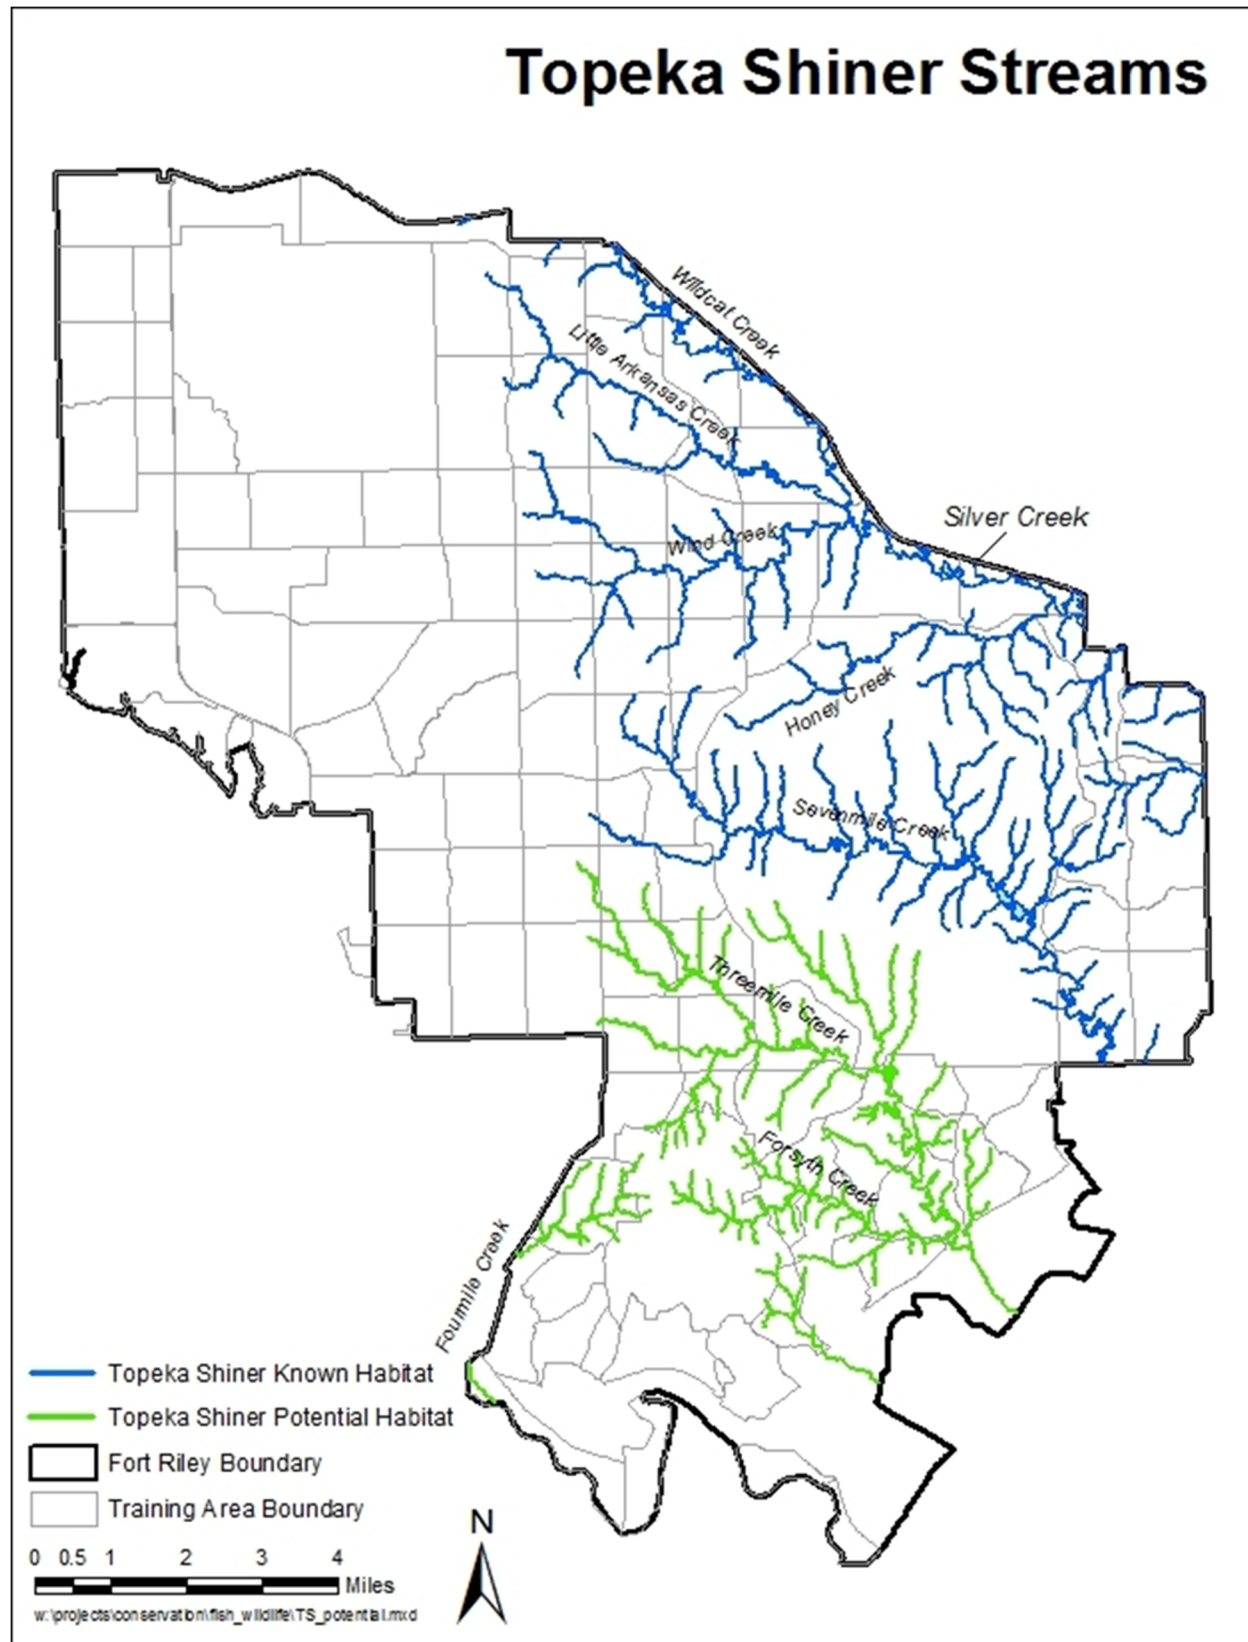 Topeka Shiner Streams
Wildcat Creek
Little Arkansas Creek
Silver Creek
Wind Creek
Honey Creek
Sevenmile Creek
Threemile Creek
Forsyth Creek
Fourmile Creek
Topeka Shiner Known Habitat
Topeka Shiner Potential Habitat
Fort Riley Boundary
Training Area Boundary
N
0 0.5 1 2 3 4
Miles
w:\projects\conservation\fish_wildlife\TS_potential.mxd